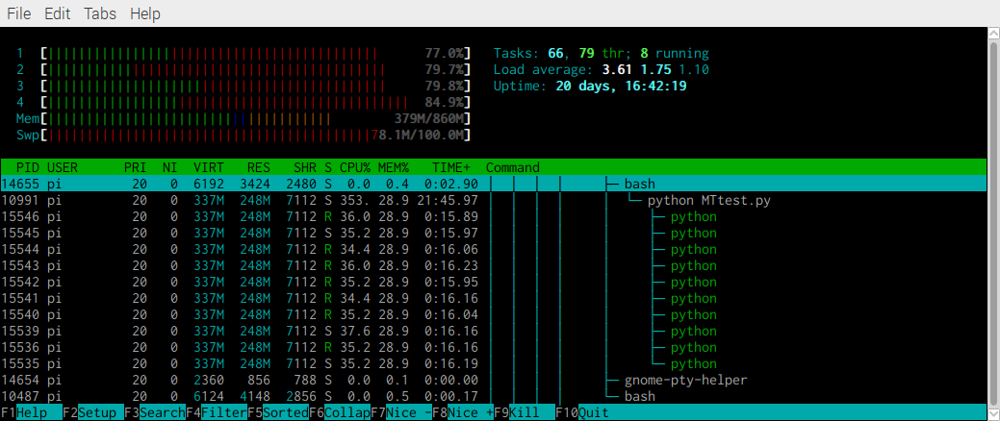 File Edit Tabs Help
1 [ 77.0%] Tasks: 66, 79 thr; 8 running
2 [ 79.7%] Load average: 3.61 1.75 1.10
3 [ 79.8%] Uptime: 20 days, 16:42:19
4 [ 84.9%]
Mem[ 379M/860M]
Swp[ 78.1M/100.0M]
PID USER PRI NI VIRT RES SHR S CPU% MEM% TIME+ Command
14655 pi 20 0 6192 3424 2480 S 0.0 0.4 0:02.90 │ │ │ │ │ ├─ bash
10991 pi 20 0 337M 248M 7112 S 353. 28.9 21:45.97 │ │ │ │ │ └─ python MTtest.py
15546 pi 20 0 337M 248M 7112 R 36.0 28.9 0:15.89 │ │ │ │ │ ├─ python
15545 pi 20 0 337M 248M 7112 S 35.2 28.9 0:15.97 │ │ │ │ │ ├─ python
15544 pi 20 0 337M 248M 7112 R 34.4 28.9 0:16.06 │ │ │ │ │ ├─ python
15543 pi 20 0 337M 248M 7112 R 36.0 28.9 0:16.23 │ │ │ │ │ ├─ python
15542 pi 20 0 337M 248M 7112 R 35.2 28.9 0:15.95 │ │ │ │ │ ├─ python
15541 pi 20 0 337M 248M 7112 R 34.4 28.9 0:16.16 │ │ │ │ │ ├─ python
15540 pi 20 0 337M 248M 7112 R 35.2 28.9 0:16.04 │ │ │ │ │ ├─ python
15539 pi 20 0 337M 248M 7112 S 37.6 28.9 0:16.16 │ │ │ │ │ ├─ python
15536 pi 20 0 337M 248M 7112 R 35.2 28.9 0:16.16 │ │ │ │ │ ├─ python
15535 pi 20 0 337M 248M 7112 S 35.2 28.9 0:16.19 │ │ │ │ │ └─ python
14654 pi 20 0 2360 856 788 S 0.0 0.1 0:00.00 │ │ │ │ ├─ gnome-pty-helper
10487 pi 20 0 6124 4148 2856 S 0.0 0.5 0:00.17 │ │ │ │ ├─ bash
F1Help F2Setup F3SearchF4FilterF5SortedF6CollapF7Nice -F8Nice +F9Kill F10Quit